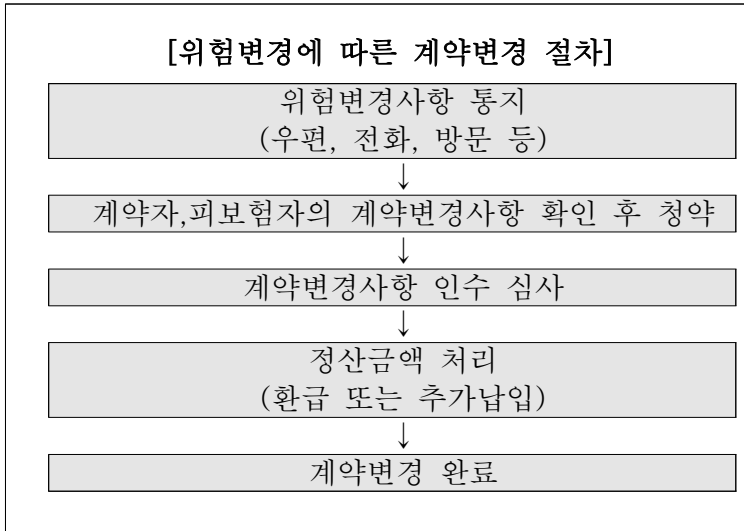 [위험변경에 따른 계약변경 절차]
위험변경사항 통지
(우편, 전화, 방문 등)
↓
계약자,피보험자의 계약변경사항 확인 후 청약
↓
계약변경사항 인수 심사
↓
정산금액 처리
(환급 또는 추가납입)
↓
계약변경 완료